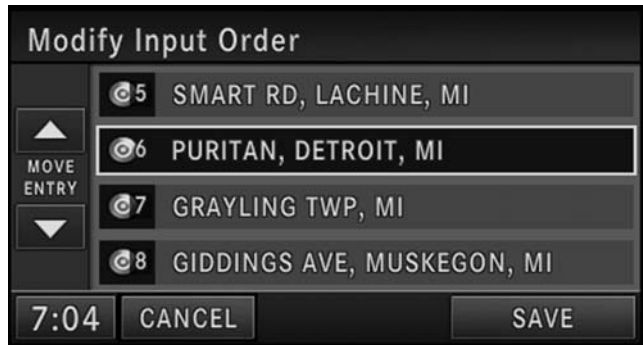 Modify Input Order
5 SMART RD, LACHINE, MI
6 PURITAN, DETROIT, MI
MOVE
ENTRY
7 GRAYLING TWP, MI
8 GIDDINGS AVE, MUSKEGON, MI
7:04 CANCEL SAVE